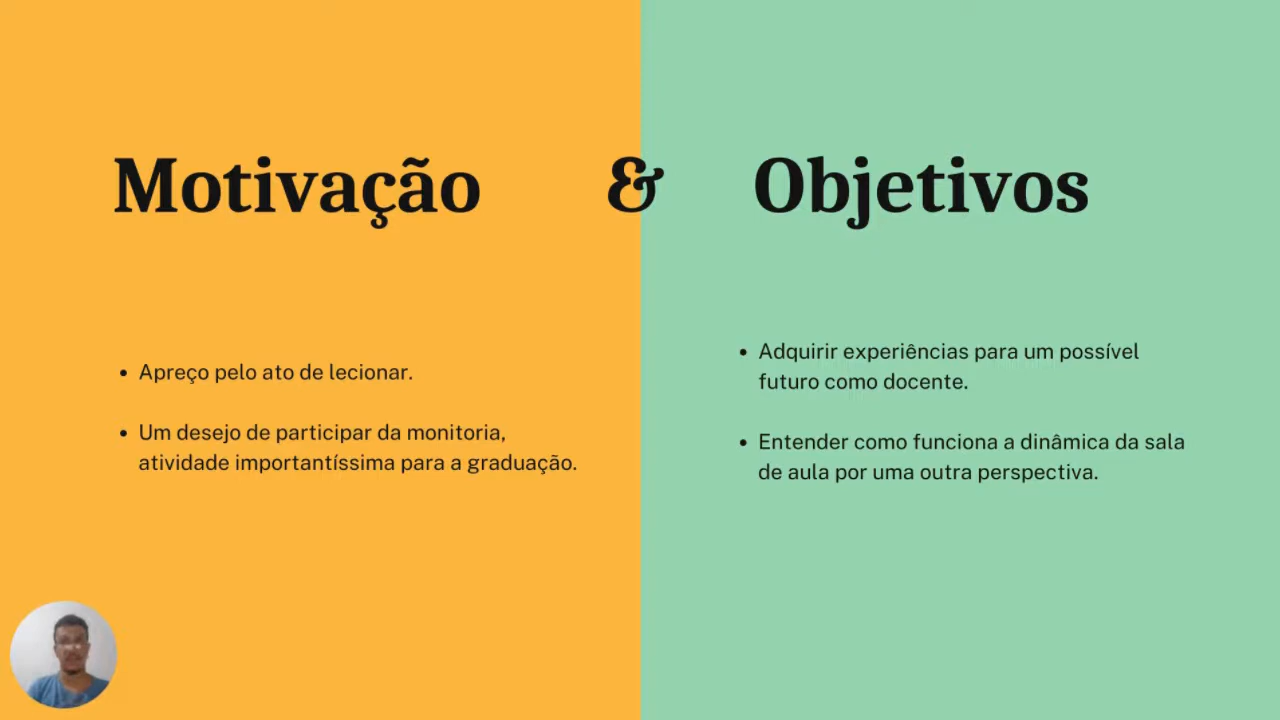 Motivação & Objetivos
• Apreço pelo ato de lecionar.
• Um desejo de participar da monitoria,
atividade importantíssima para a graduação.
• Adquirir experiências para um possível
futuro como docente.
• Entender como funciona a dinâmica da sala
de aula por uma outra perspectiva.